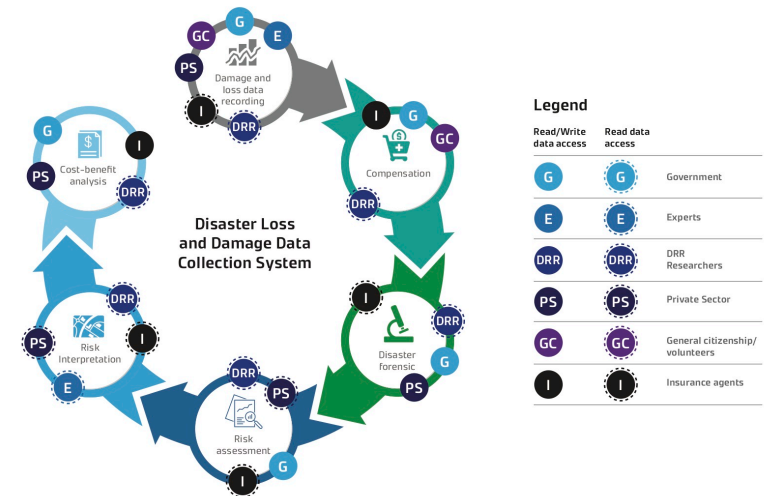 G
GC
E
PS
Damage and
loss data
recording
I
DRR
I
G
GC
Compensation
DRR
I
DRR
Disaster
forensic
G
PS
DRR
PS
Risk
assessment
G
I
DRR
PS
I
Risk
Interpretation
E
G
I
Cost-benefit
analysis
PS
DRR
Disaster Loss
and Damage Data
Collection System
Legend
Read/Write
data access
Read data
access
G G Government
E E Experts
DRR DRR DRR
Researchers
PS PS Private Sector
GC GC General citizenship/
volunteers
I I Insurance agents